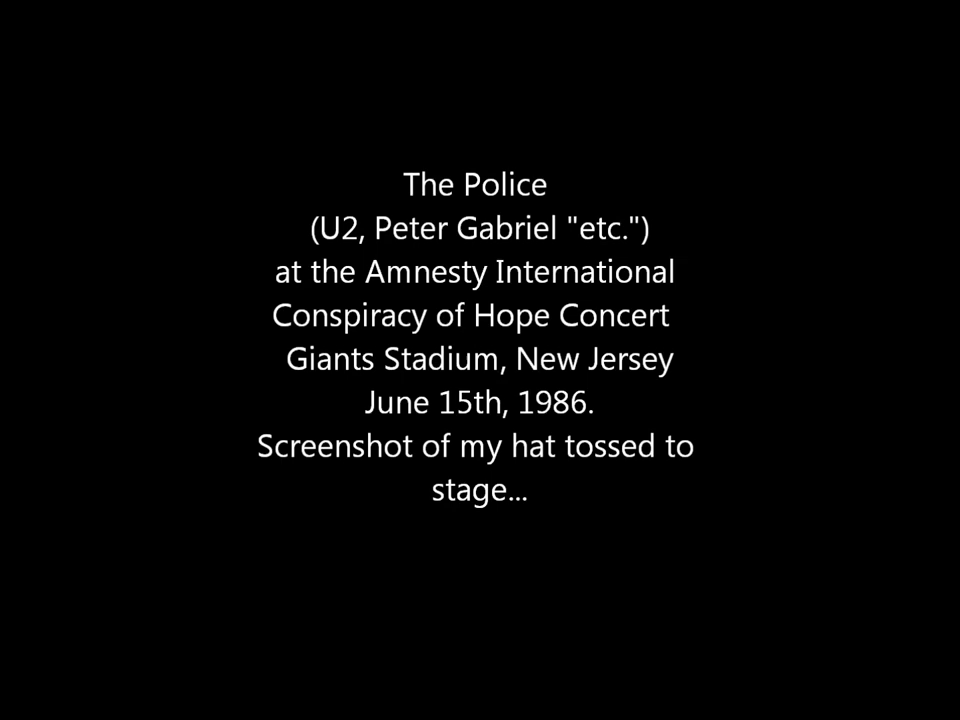 The Police
(U2, Peter Gabriel "etc.")
at the Amnesty International
Conspiracy of Hope Concert
Giants Stadium, New Jersey
June 15th, 1986.
Screenshot of my hat tossed to
stage...